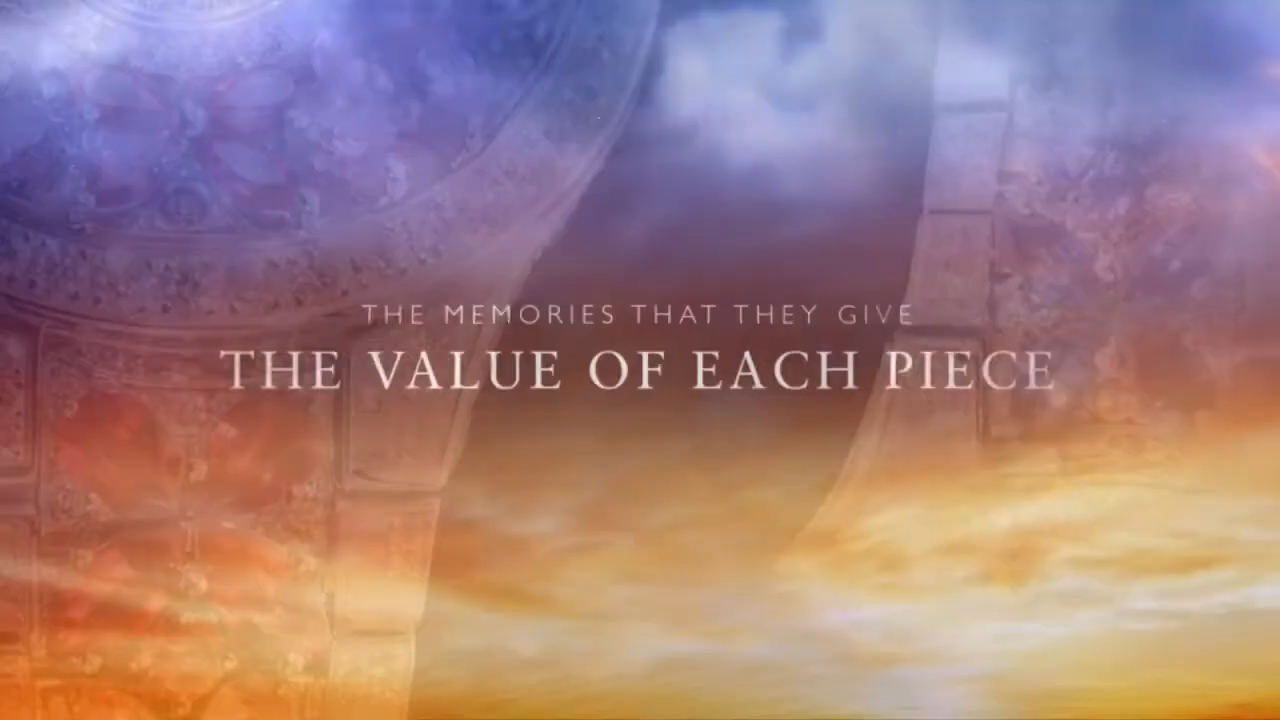 THE MEMORIES THAT THEY GIVE
THE VALUE OF EACH PIECE